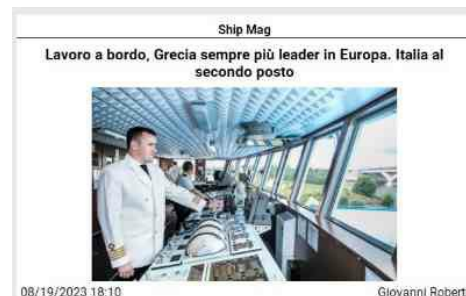 Ship Mag
Lavoro a bordo, Grecia sempre più leader in Europa. Italia al
secondo posto
08/19/2023 18:10
Giovanni Robert